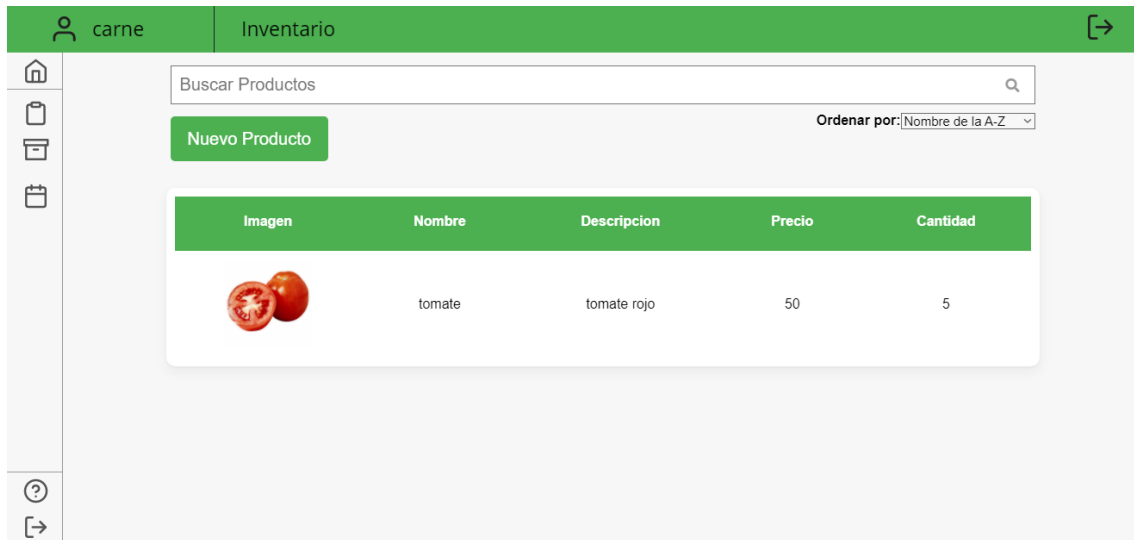 carne Inventario
Buscar Productos
Nuevo Producto
Ordenar por: Nombre de la A-Z
Imagen Nombre Descripcion Precio Cantidad
tomate tomate rojo 50 5